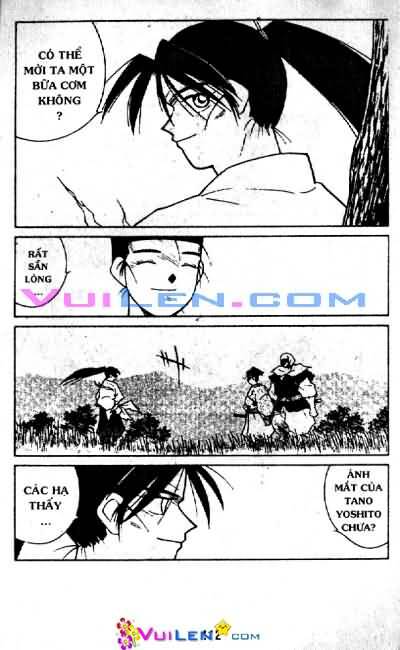 CÓ THỂ
MỜI TA MỘT
BỮA CƠM
KHÔNG
?
RẤT
SẴN
LÒNG
...
VUILEN.COM
CÁC HẠ
THẤY
...
ÁNH
MẮT CỦA
TANO
YOSHITO
CHƯA?
VUILEN
.COM